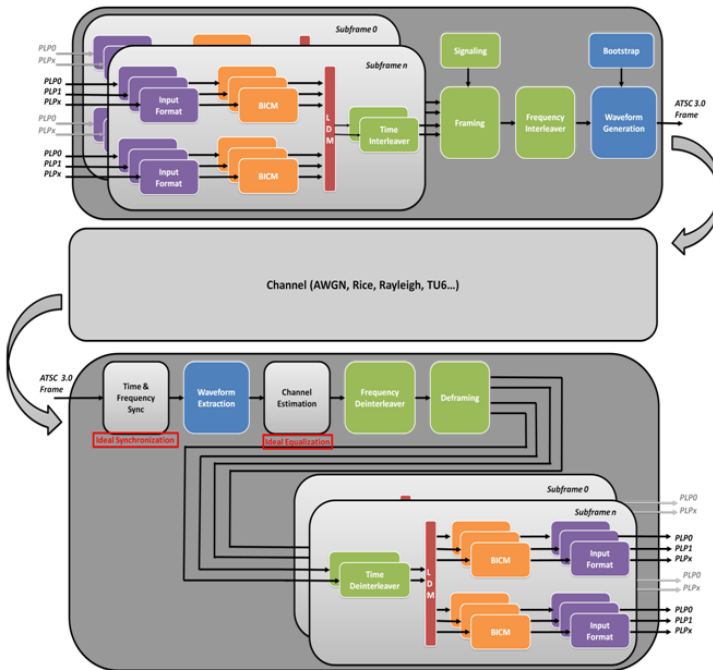 Subframe 0
PLP0
PLPx
Subframe n
PLP0
PLP1
PLPx
Input
Format
BICM
PLP0
PLPx
PLP0
PLP1
PLPx
Input
Format
BICM
LDM
Time
Interleaver
Signaling
Framing
Frequency
Interleaver
Bootstrap
Waveform
Generation
ATSC 3.0
Frame
Channel (AWGN, Rice, Rayleigh, TU6...)
ATSC 3.0
Frame
Time &
Frequency
Sync
Ideal Synchronization
Waveform
Extraction
Channel
Estimation
Ideal Equalization
Frequency
Deinterleaver
Deframing
Subframe 0
PLP0
PLPx
Subframe n
Time
Deinterleaver
LDM
BICM
Input
Format
PLP0
PLP1
PLPx
PLP0
PLPx
BICM
Input
Format
PLP0
PLP1
PLPx